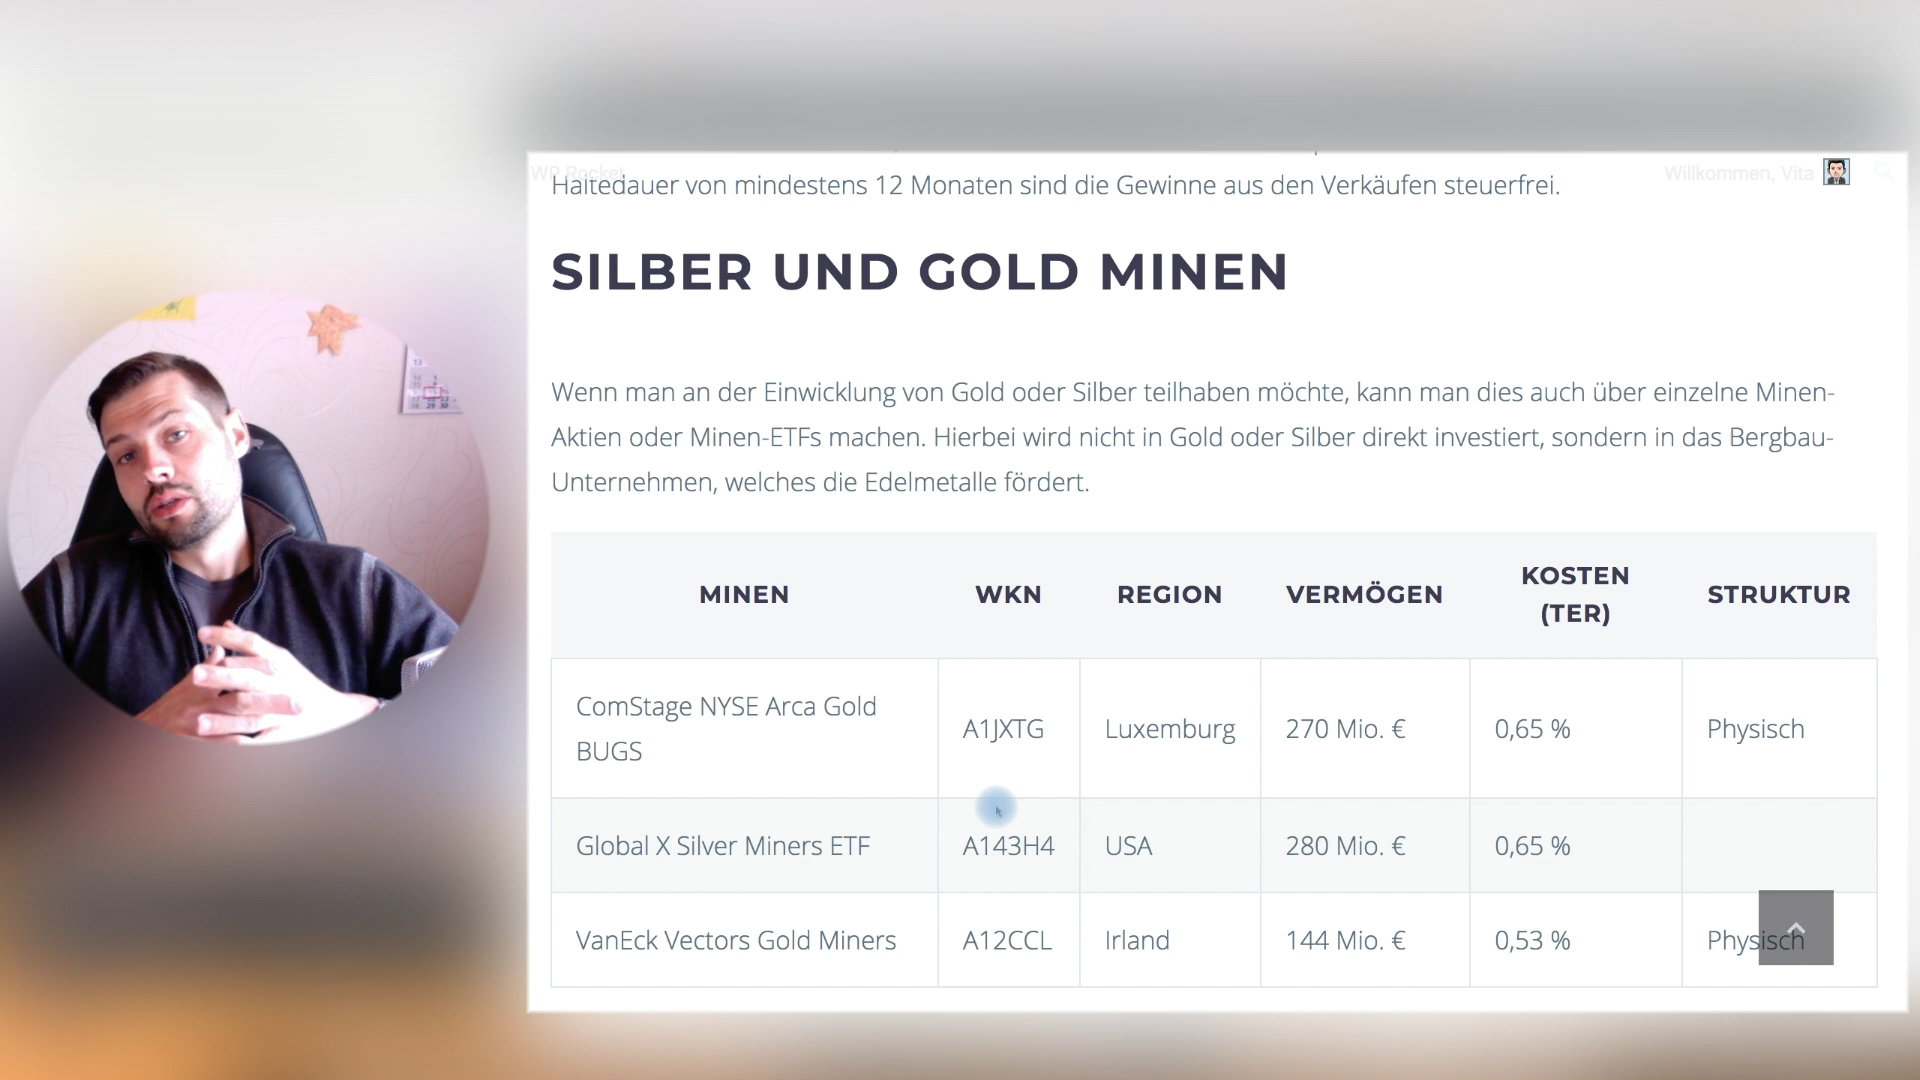 WP Rocket
Willkommen, Vita
Haltedauer von mindestens 12 Monaten sind die Gewinne aus den Verkäufen steuerfrei.
SILBER UND GOLD MINEN
Wenn man an der Einwicklung von Gold oder Silber teilhaben möchte, kann man dies auch über einzelne Minen-
Aktien oder Minen-ETFs machen. Hierbei wird nicht in Gold oder Silber direkt investiert, sondern in das Bergbau-
Unternehmen, welches die Edelmetalle fördert.
MINEN WKN REGION VERMÖGEN KOSTEN (TER) STRUKTUR
ComStage NYSE Arca Gold
BUGS A1JXTG Luxemburg 270 Mio. € 0,65 % Physisch
Global X Silver Miners ETF A143H4 USA 280 Mio. € 0,65 %
VanEck Vectors Gold Miners A12CCL Irland 144 Mio. € 0,53 % Physisch